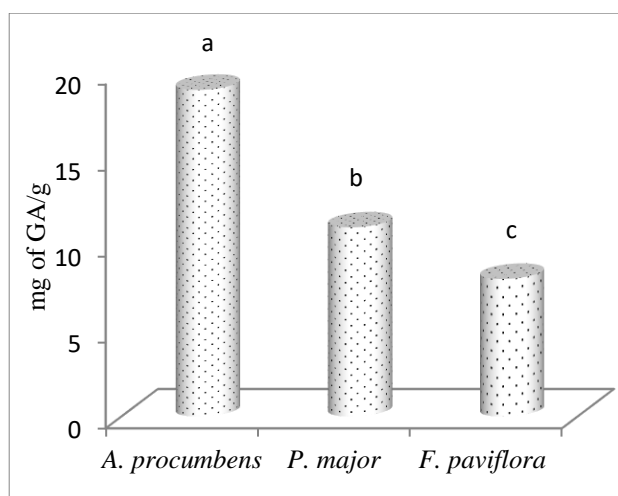 a
20
15
b
c
10
5
0
mg of GA/g
A. procumbens
P. major
F. paviflora